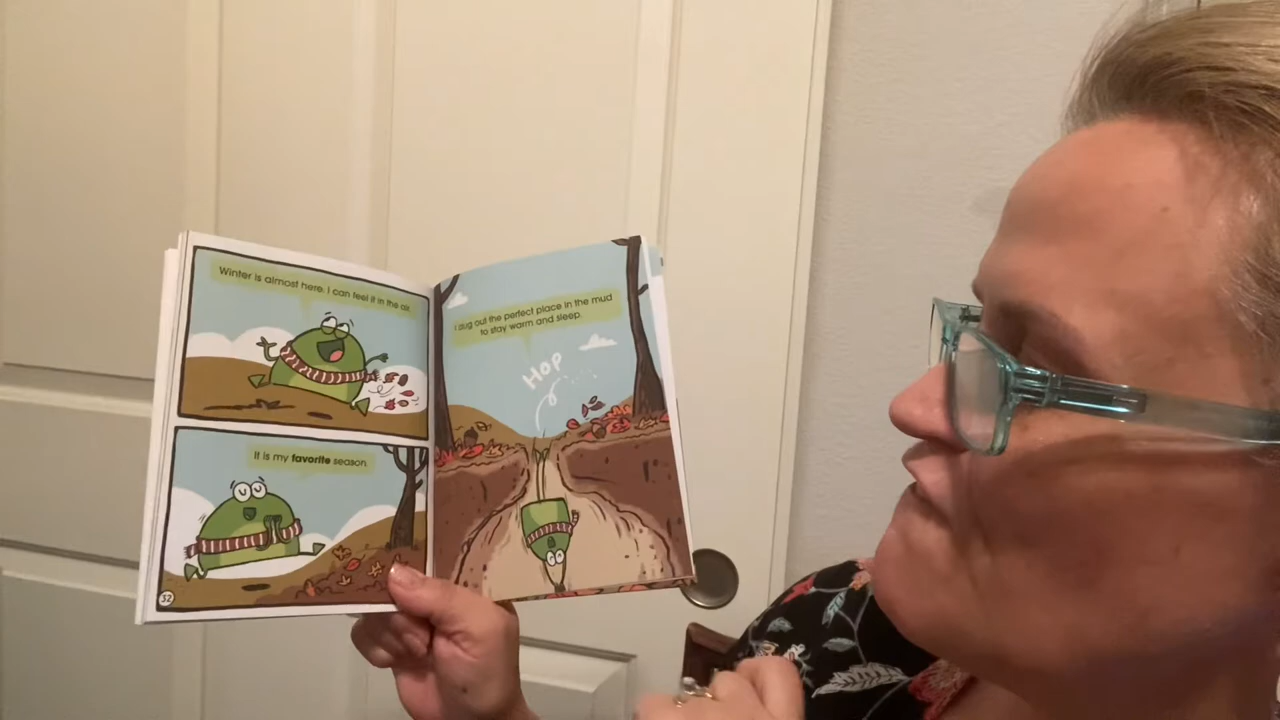 Winter is almost here. I can feel it in the air.
It is my favorite season.
32
I dug out the perfect place in the mud
to stay warm and sleep.
HOP